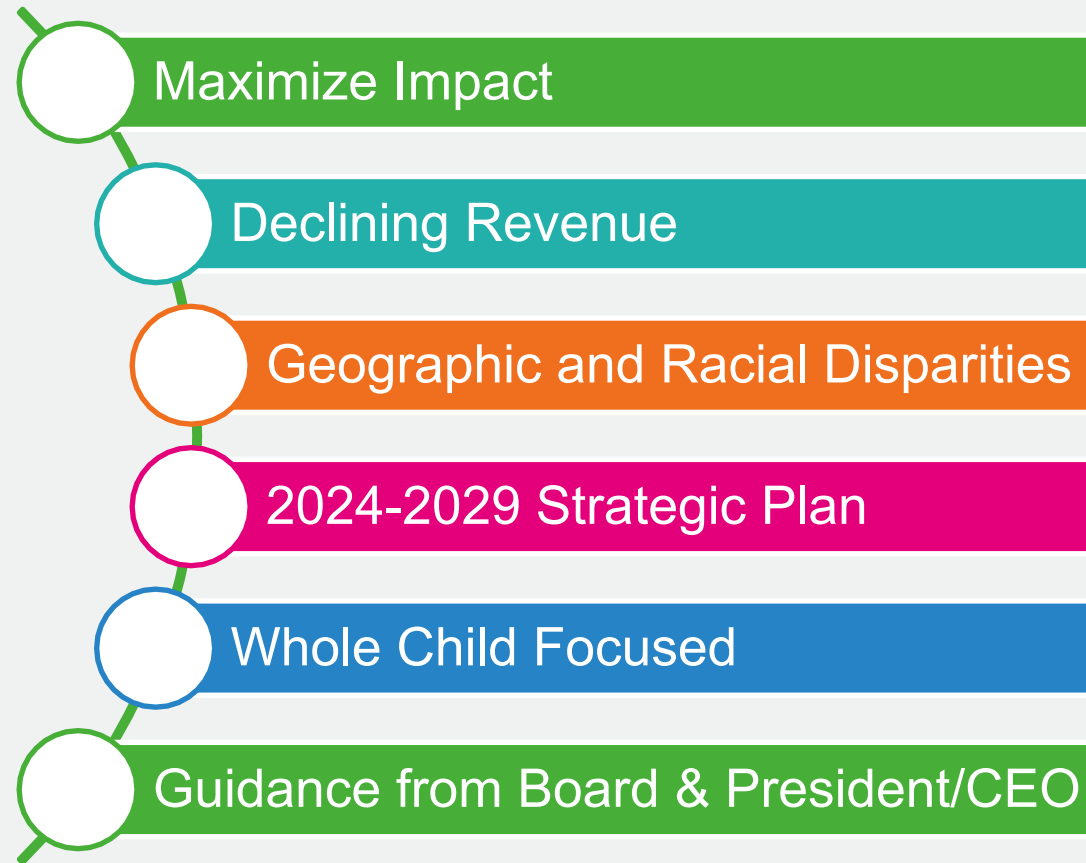 Maximize Impact
Declining Revenue
Geographic and Racial Disparities
2024-2029 Strategic Plan
Whole Child Focused
Guidance from Board & President/CEO